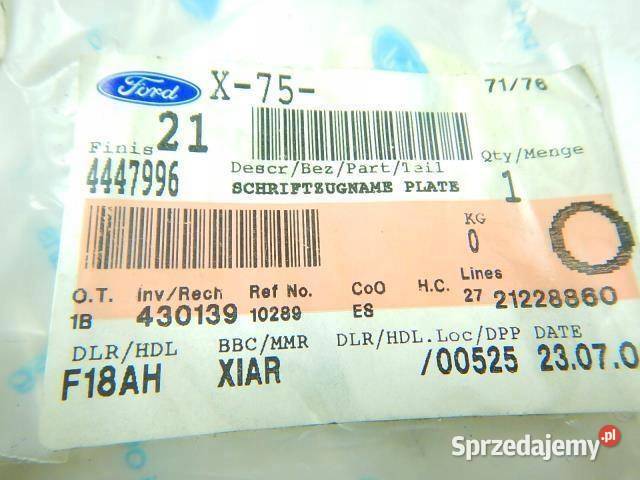 Ford X-75- 71/76
21
Finis
4447996
Descr/Bez/Part/Teil
SCHRIFTZUGNAME PLATE
Qty/Menge
1
KG
0
O.T. Inv/Rech Ref No. CoO H.C. Lines
1B 430139 10289 ES 27 21228860
DLR/HDL BBC/MMR DLR/HDL.Loc/DPP DATE
F18AH XIAR /00525 23.07.0
Sprzedajemy.pl